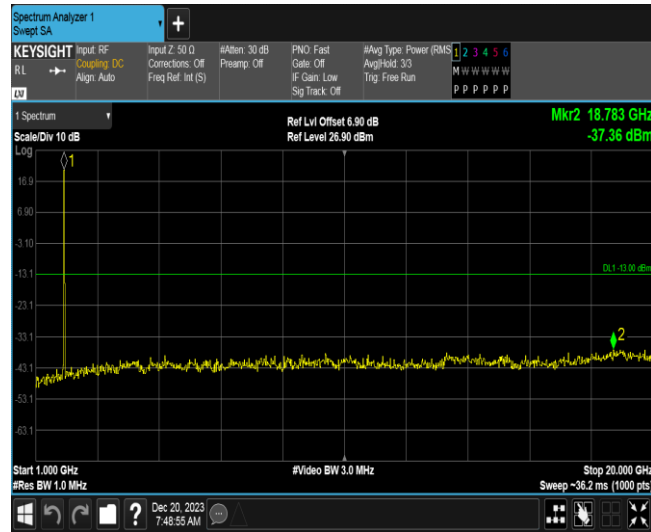 Spectrum Analyzer 1
Swept SA
+
KEYSIGHT
RL
LXI
Input: RF
Coupling: DC
Align: Auto
Input Z: 50 Ω
Corrections: Off
Freq Ref: Int (S)
#Atten: 30 dB
Preamp: Off
PNO: Fast
Gate: Off
IF Gain: Low
Sig Track: Off
#Avg Type: Power (RMS
Avg|Hold: 3/3
Trig: Free Run
1 2 3 4 5 6
M W W W W W
P P P P P P
1 Spectrum
Scale/Div 10 dB
Log
Ref Lvl Offset 6.90 dB
Ref Level 26.90 dBm
Mkr2 18.783 GHz
-37.36 dBm
1
16.9
6.90
-3.10
-13.1
DL1 -13.00 dBm
-23.1
-33.1
2
-43.1
-53.1
-63.1
Start 1.000 GHz
#Res BW 1.0 MHz
#Video BW 3.0 MHz
Stop 20.000 GHz
Sweep ~36.2 ms (1000 pts)
?
Dec 20, 2023
7:48:55 AM